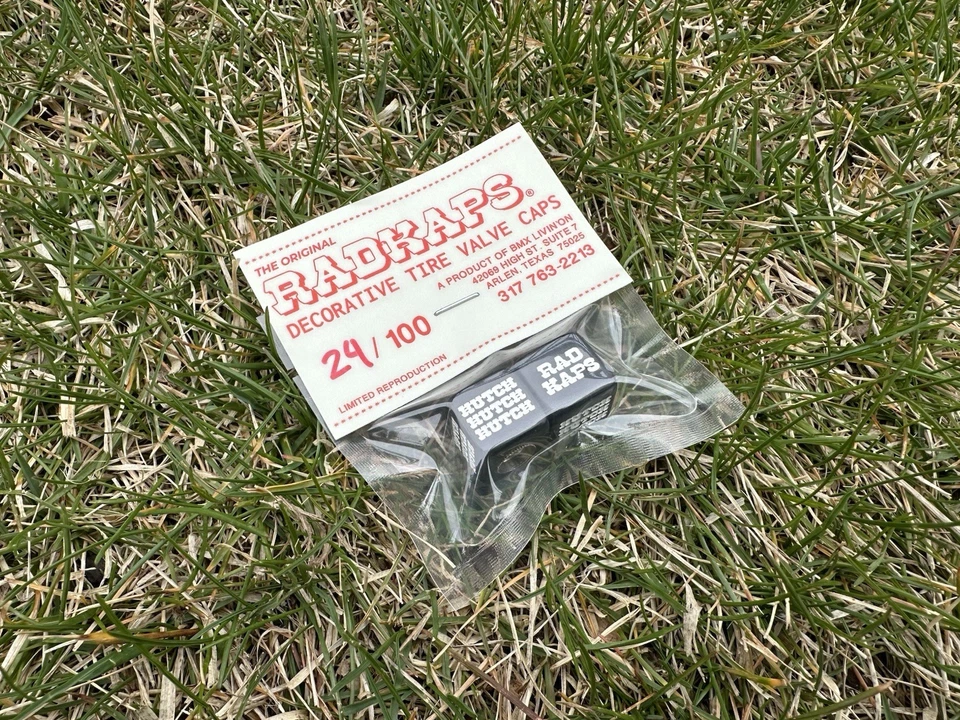 THE ORIGINAL
RADKAPS®
DECORATIVE TIRE VALVE CAPS
A PRODUCT OF BMX LIVIN'ON
42069 HIGH ST. SUITE 7
ARLEN, TEXAS 75025
317 763-2213
24/100
LIMITED REPRODUCTION
HUTCH
HUTCH
HUTCH
RAD
KAPS